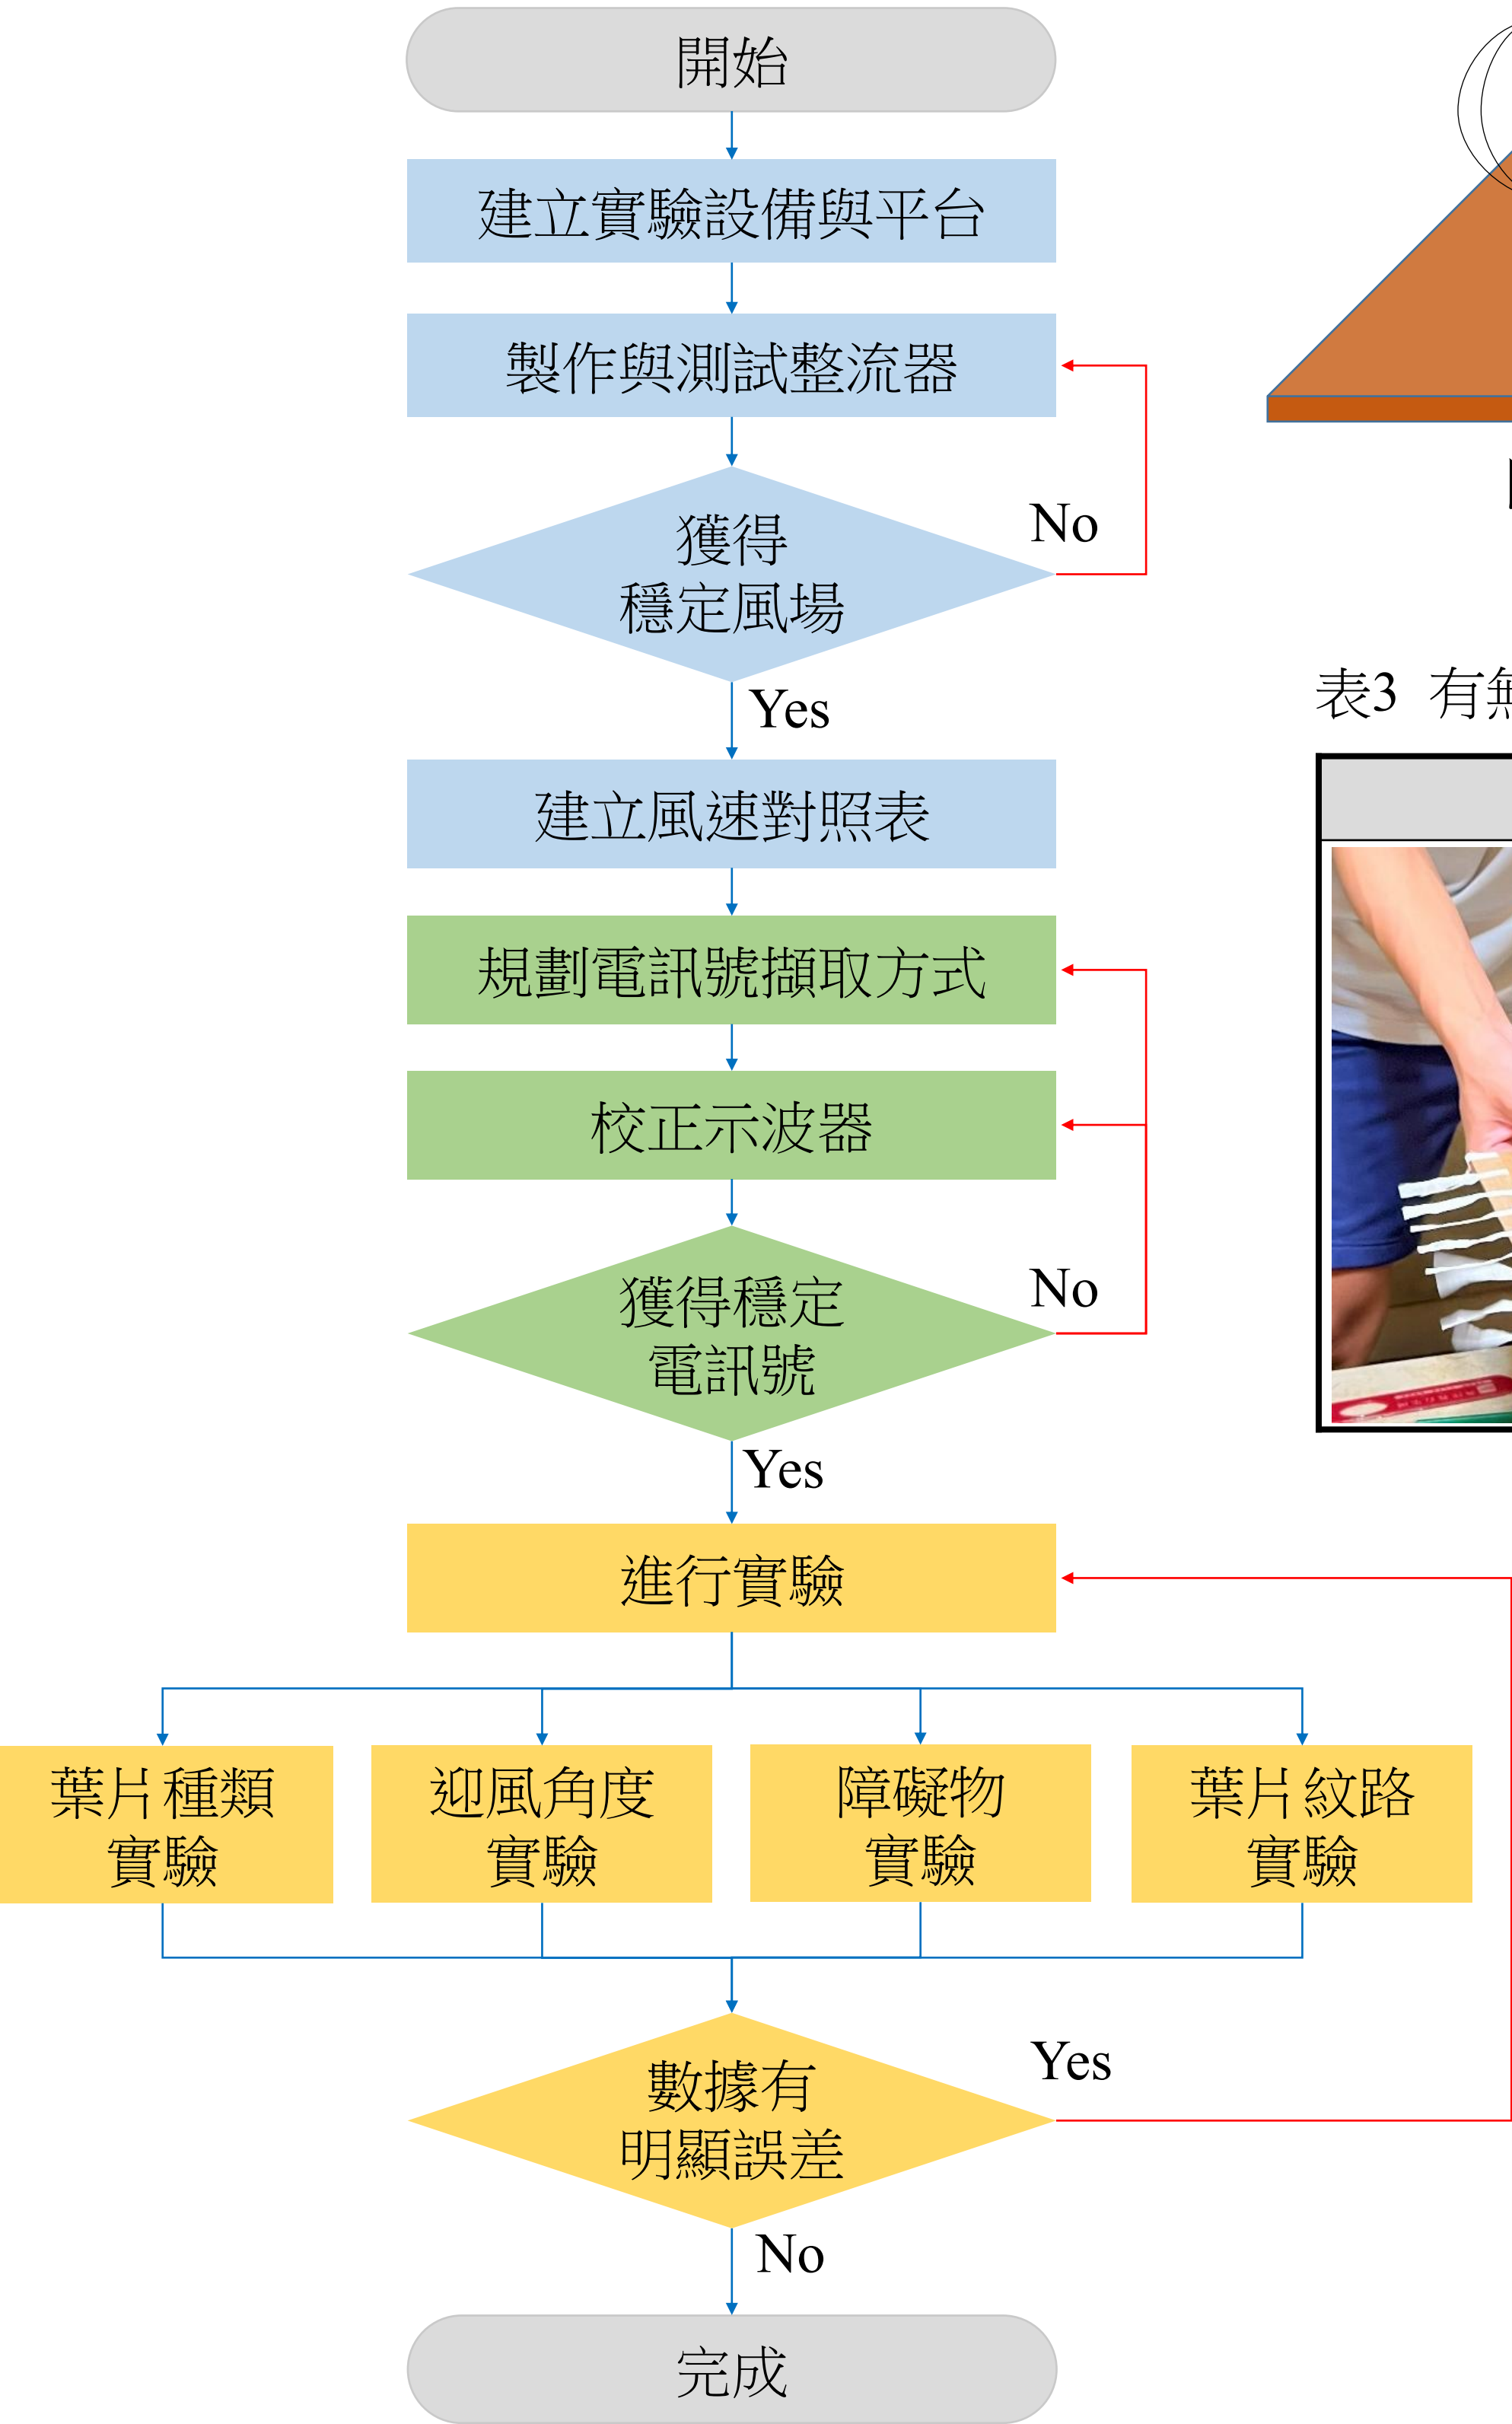 開始
建立實驗設備與平台
製作與測試整流器
獲得
穩定風場
No
Yes
建立風速對照表
規劃電訊號擷取方式
校正示波器
獲得穩定
電訊號
No
Yes
進行實驗
葉片種類
實驗
迎風角度
實驗
障礙物
實驗
葉片紋路
實驗
數據有
明顯誤差
Yes
No
完成
表3 有無